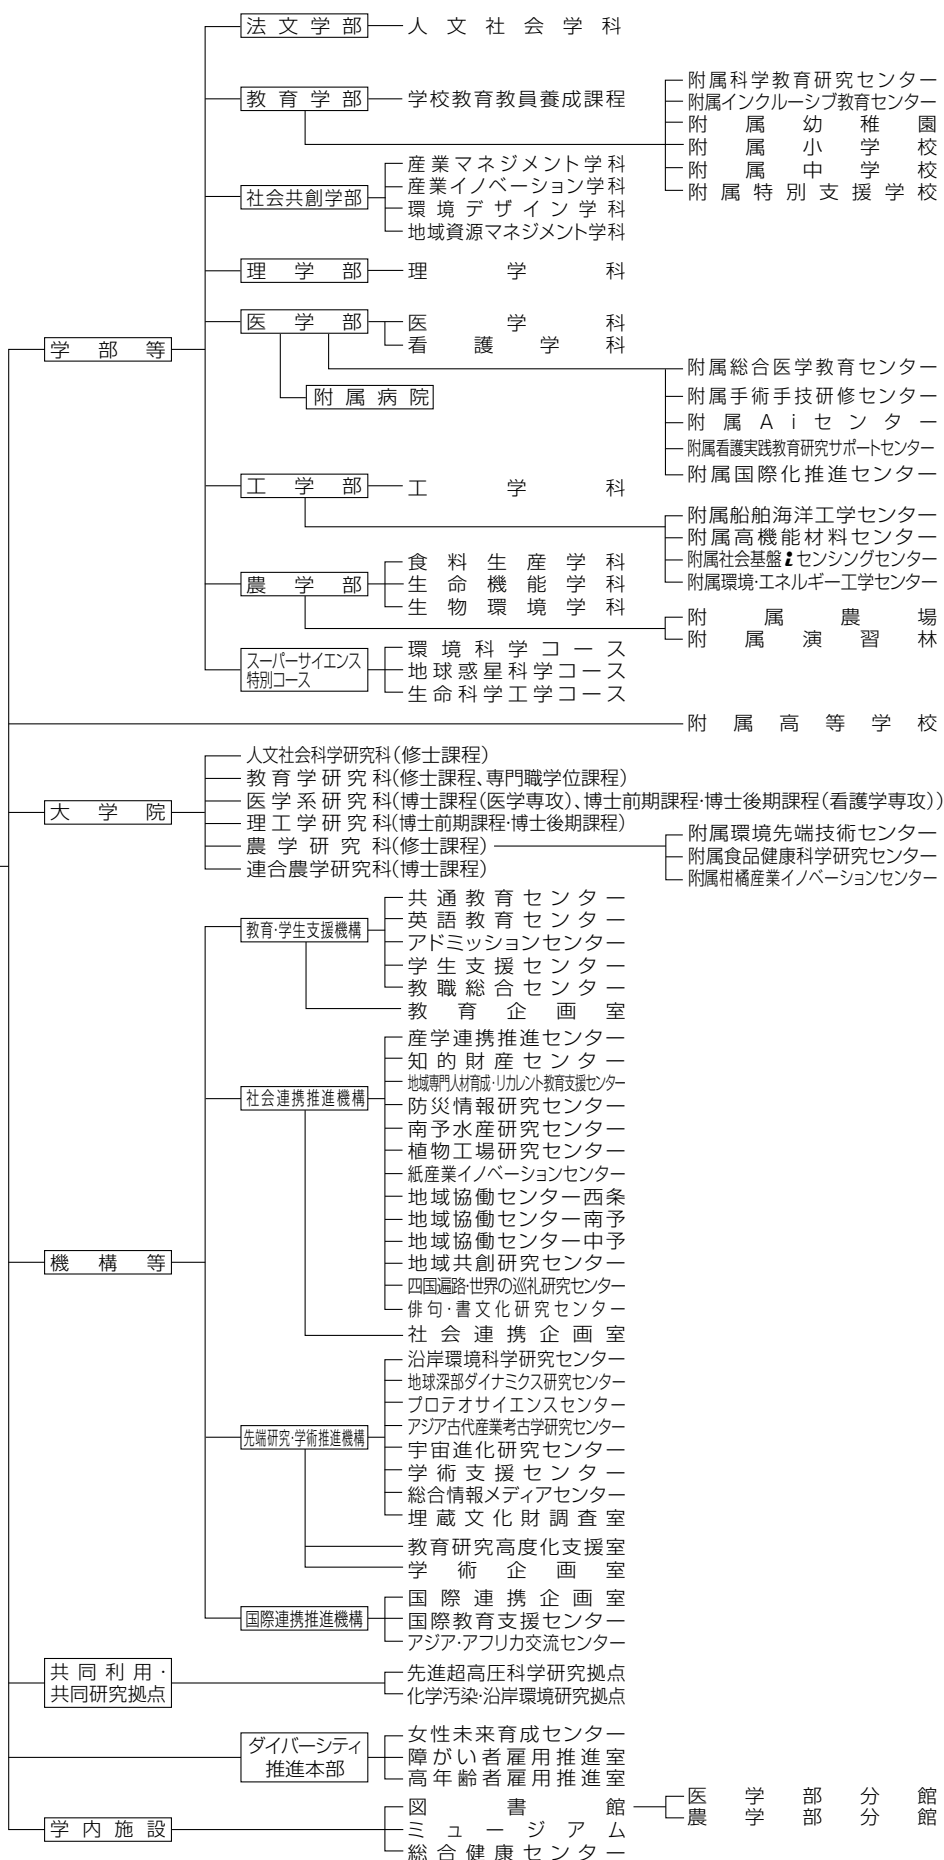 法文学部 人文社会学科
教育学部 学校教育教員養成課程
附属科学教育研究センター
附属インクルーシブ教育センター
附属幼稚園
附属小学校
附属中学校
附属特別支援学校
社会共創学部
産業マネジメント学科
産業イノベーション学科
環境デザイン学科
地域資源マネジメント学科
理学部 理学科
学部等
医学部
医学科
看護学科
附属病院
附属総合医学教育センター
附属手術手技研修センター
附属Aiセンター
附属看護実践教育研究サポートセンター
附属国際化推進センター
工学部 工学科
附属船舶海洋工学センター
附属高機能材料センター
附属社会基盤iセンシングセンター
附属環境・エネルギー工学センター
農学部
食料生産学科
生命機能学科
生物環境学科
附属農場
附属演習林
スーパーサイエンス
特別コース
環境科学コース
地球惑星科学コース
生命科学工学コース
附属高等学校
大学院
人文社会科学研究科(修士課程)
教育学研究科(修士課程、専門職学位課程)
医学系研究科(博士課程(医学専攻)、博士前期課程・博士後期課程(看護学専攻))
理工学研究科(博士前期課程・博士後期課程)
農学研究科(修士課程)
連合農学研究科(博士課程)
附属環境先端技術センター
附属食品健康科学研究センター
附属柑橘産業イノベーションセンター
機構等
教育・学生支援機構
共通教育センター
英語教育センター
アドミッションセンター
学生支援センター
教職総合センター
教育企画室
社会連携推進機構
産学連携推進センター
知的財産センター
地域専門人材育成・リカレント教育支援センター
防災情報研究センター
南予水産研究センター
植物工場研究センター
紙産業イノベーションセンター
地域協働センター西条
地域協働センター南予
地域協働センター中予
地域共創研究センター
四国遍路・世界の巡礼研究センター
俳句・書文化研究センター
社会連携企画室
先端研究・学術推進機構
沿岸環境科学研究センター
地球深部ダイナミクス研究センター
プロテオサイエンスセンター
アジア古代産業考古学研究センター
宇宙進化研究センター
学術支援センター
総合情報メディアセンター
埋蔵文化財調査室
教育研究高度化支援室
学術企画室
国際連携推進機構
国際連携企画室
国際教育支援センター
アジア・アフリカ交流センター
共同利用・
共同研究拠点
先進超高圧科学研究拠点
化学汚染・沿岸環境研究拠点
ダイバーシティ
推進本部
女性未来育成センター
障がい者雇用推進室
高年齢者雇用推進室
学内施設
図書館
ミュージアム
総合健康センター
医学部分館
農学部分館